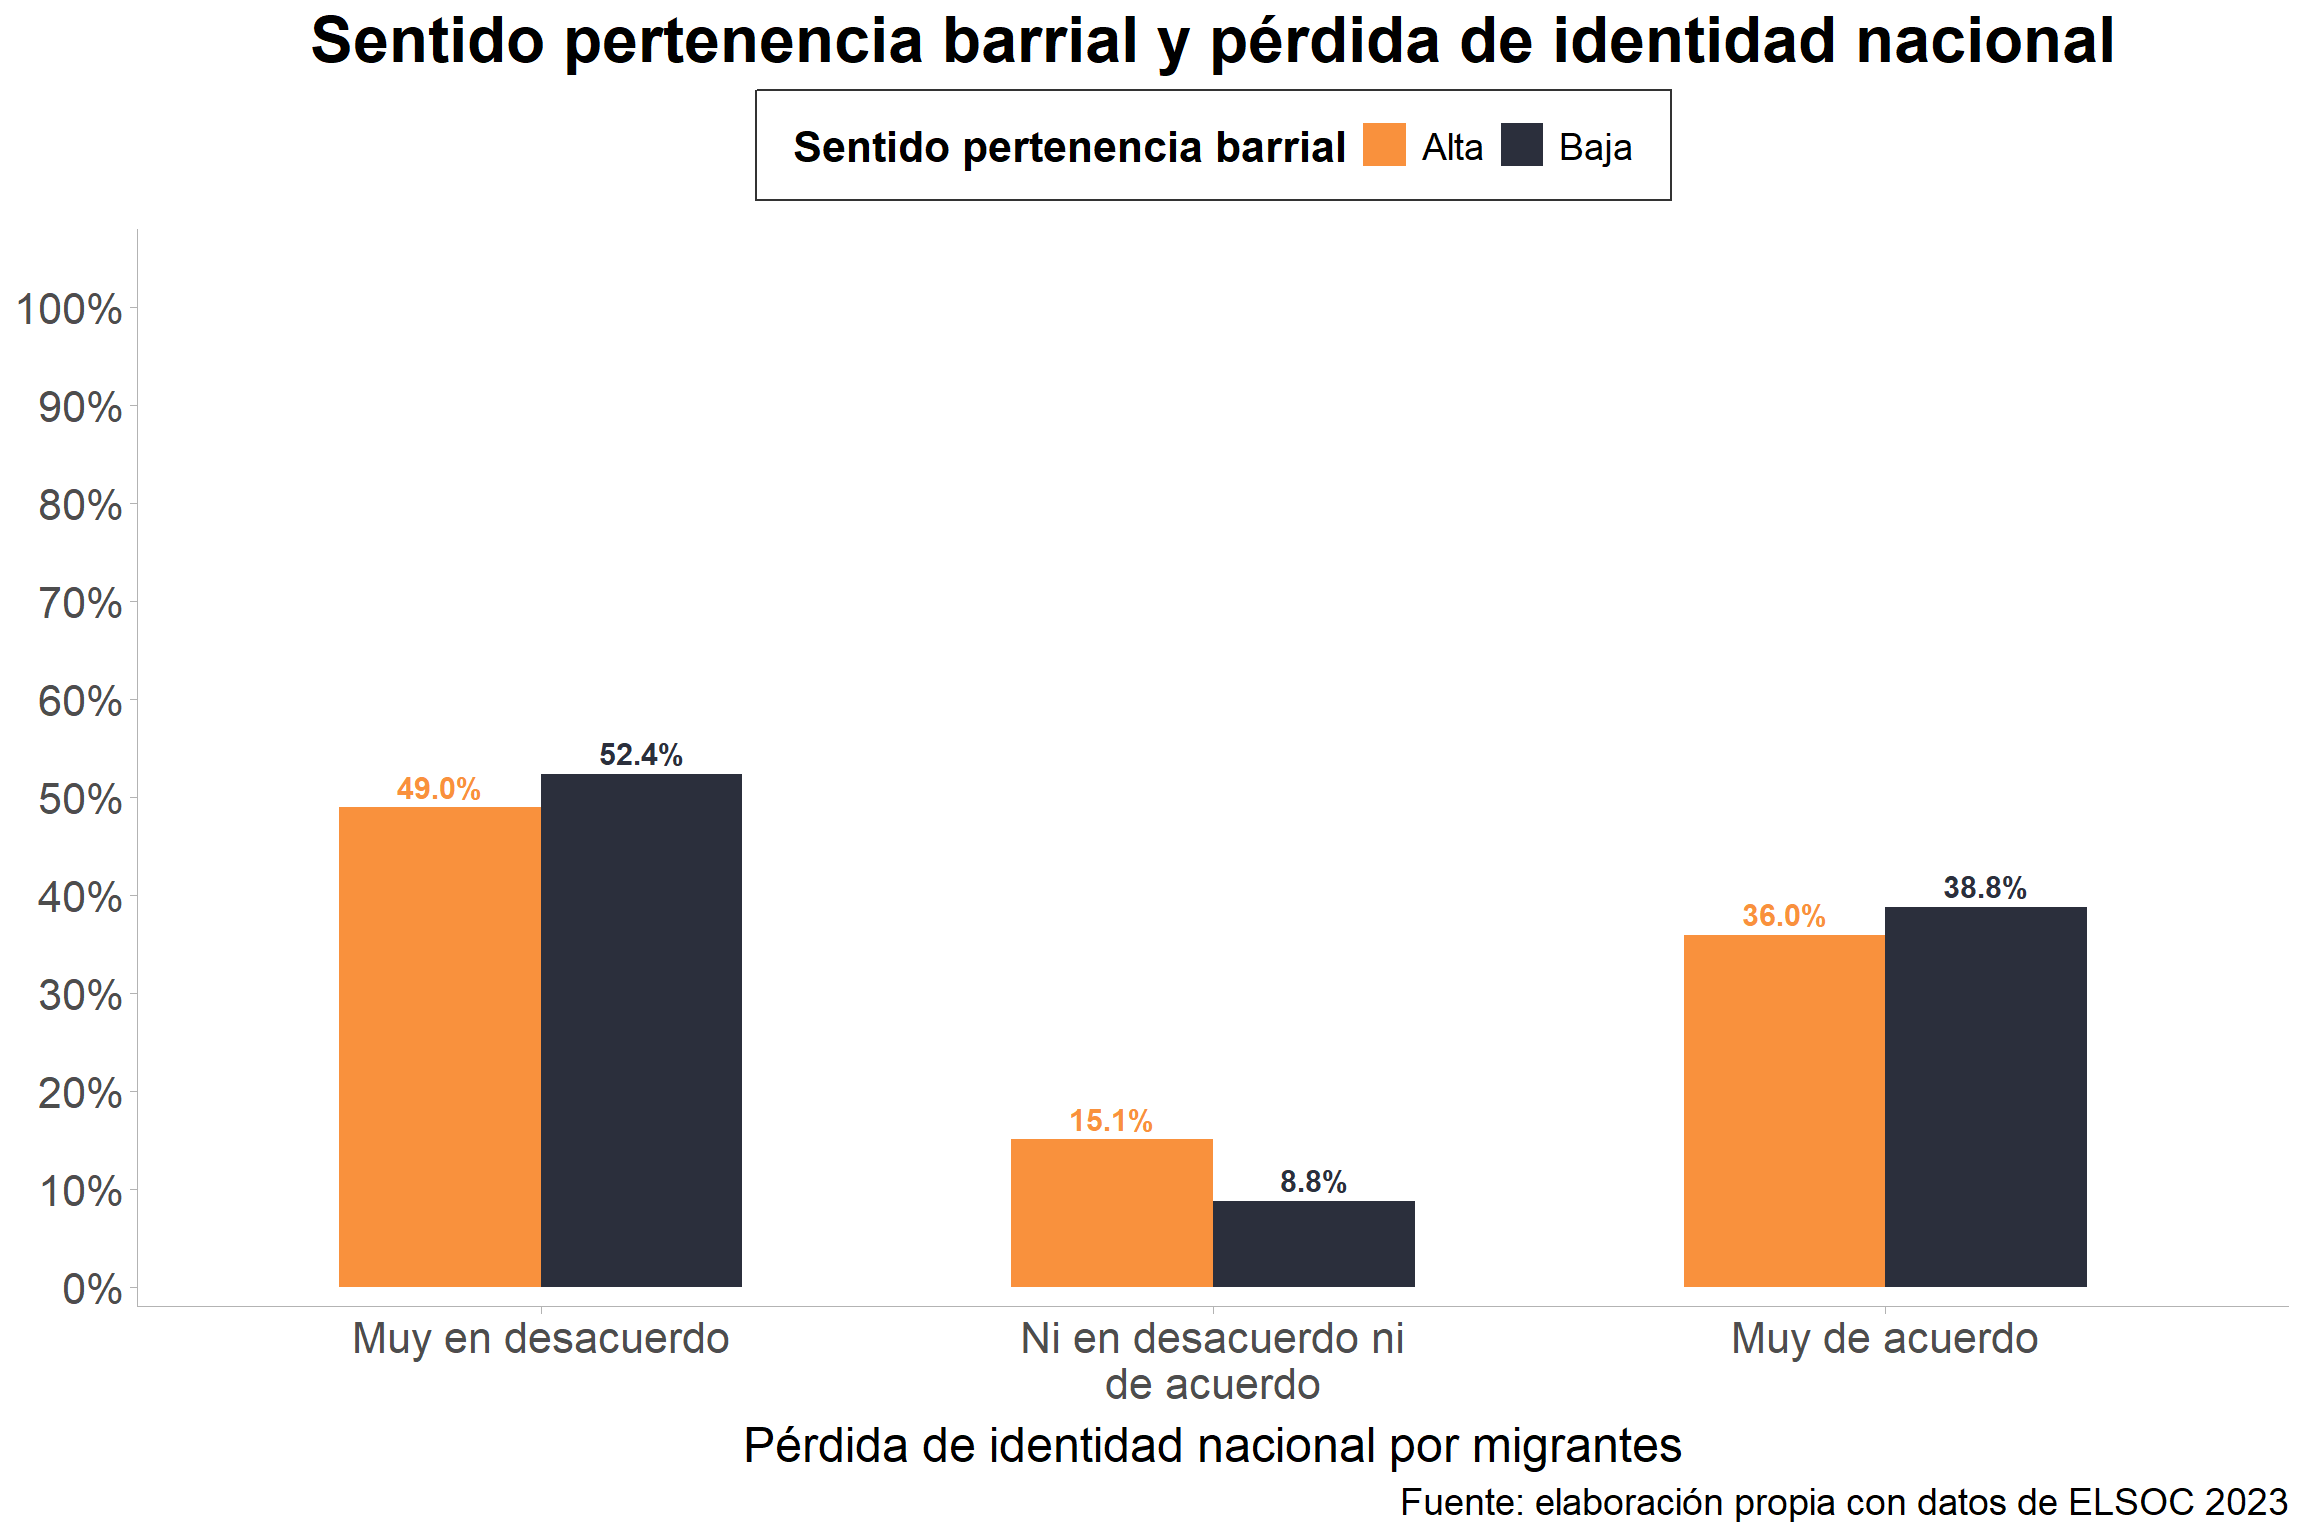 Sentido pertenencia barrial y pérdida de identidad nacional
Sentido pertenencia barrial Alta Baja
100%
90%
80%
70%
60%
50%
40%
30%
20%
10%
0%
49.0%
52.4%
15.1%
8.8%
36.0%
38.8%
Muy en desacuerdo
Ni en desacuerdo ni
de acuerdo
Muy de acuerdo
Pérdida de identidad nacional por migrantes
Fuente: elaboración propia con datos de ELSOC 2023